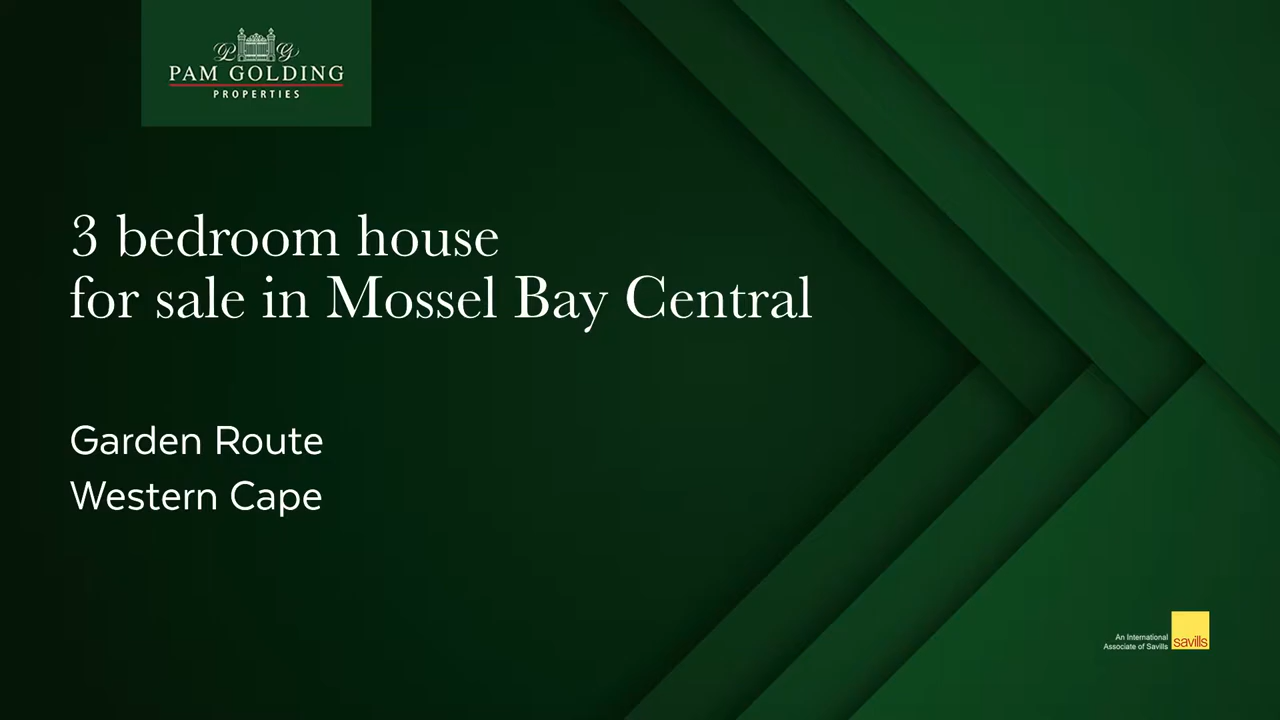 P G
PAM GOLDING
PROPERTIES
3 bedroom house
for sale in Mossel Bay Central
Garden Route
Western Cape
An International
Associate of Savills
savills